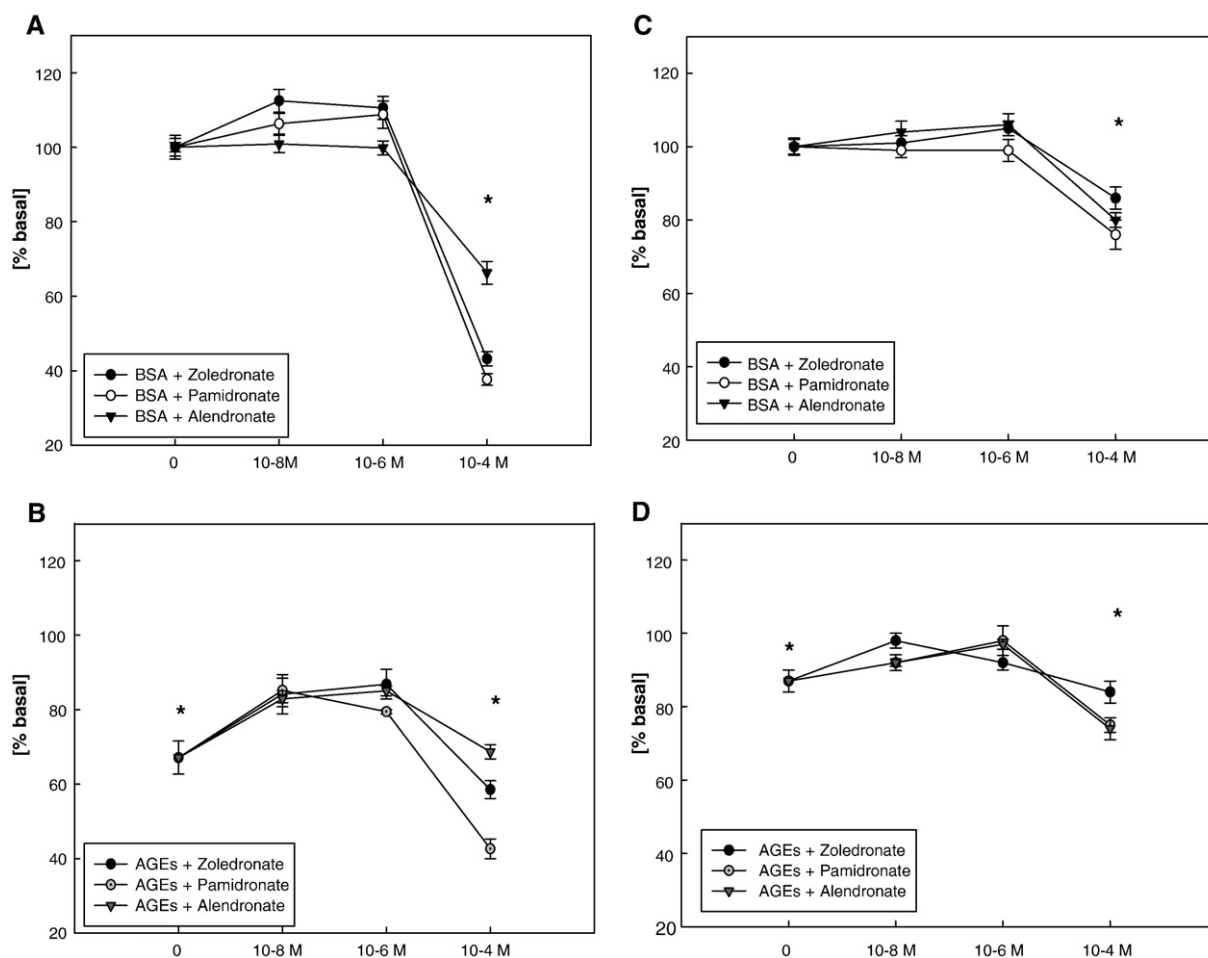 A
[% basal]
120
100
80
60
40
20
BSA + Zoledronate
BSA + Pamidronate
BSA + Alendronate
0
10-8M
10-6 M
10-4 M
*
C
[% basal]
120
100
80
60
40
20
BSA + Zoledronate
BSA + Pamidronate
BSA + Alendronate
0
10-8M
10-6 M
10-4 M
*
B
[% basal]
120
100
80
60
40
20
*
*
AGEs + Zoledronate
AGEs + Pamidronate
AGEs + Alendronate
0
10-8 M
10-6 M
10-4 M
D
[% basal]
120
100
80
60
40
20
*
*
AGEs + Zoledronate
AGEs + Pamidronate
AGEs + Alendronate
0
10-8 M
10-6 M
10-4 M